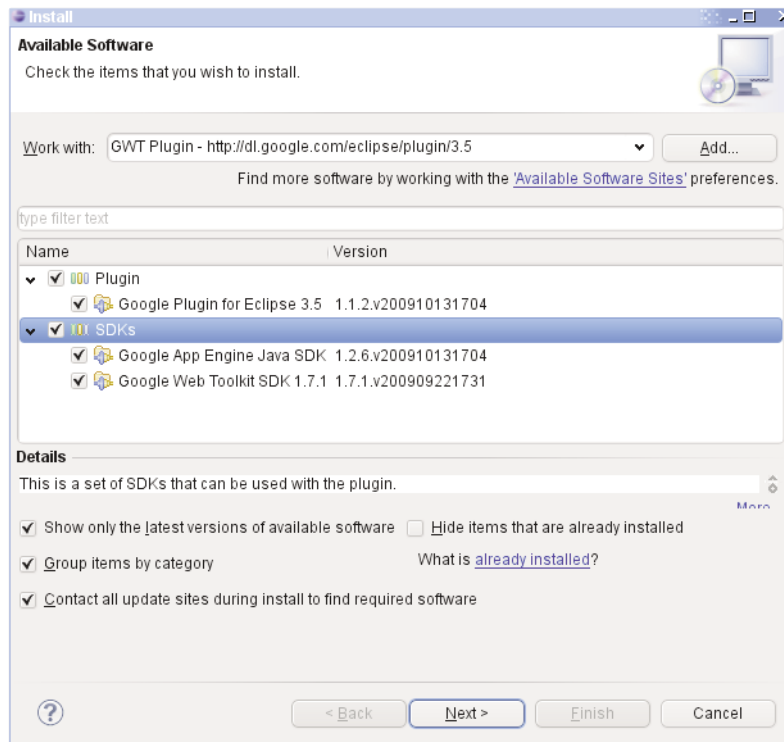 Install
Available Software
Check the items that you wish to install.
Work with: GWT Plugin - http://dl.google.com/eclipse/plugin/3.5 Add...
Find more software by working with the 'Available Software Sites' preferences.
type filter text
Name Version
Plugin
Google Plugin for Eclipse 3.5 1.1.2.v200910131704
SDKs
Google App Engine Java SDK 1.2.6.v200910131704
Google Web Toolkit SDK 1.7.1 1.7.1.v200909221731
Details
This is a set of SDKs that can be used with the plugin.
More
Show only the latest versions of available software Hide items that are already installed
Group items by category What is already installed?
Contact all update sites during install to find required software
? < Back Next > Finish Cancel